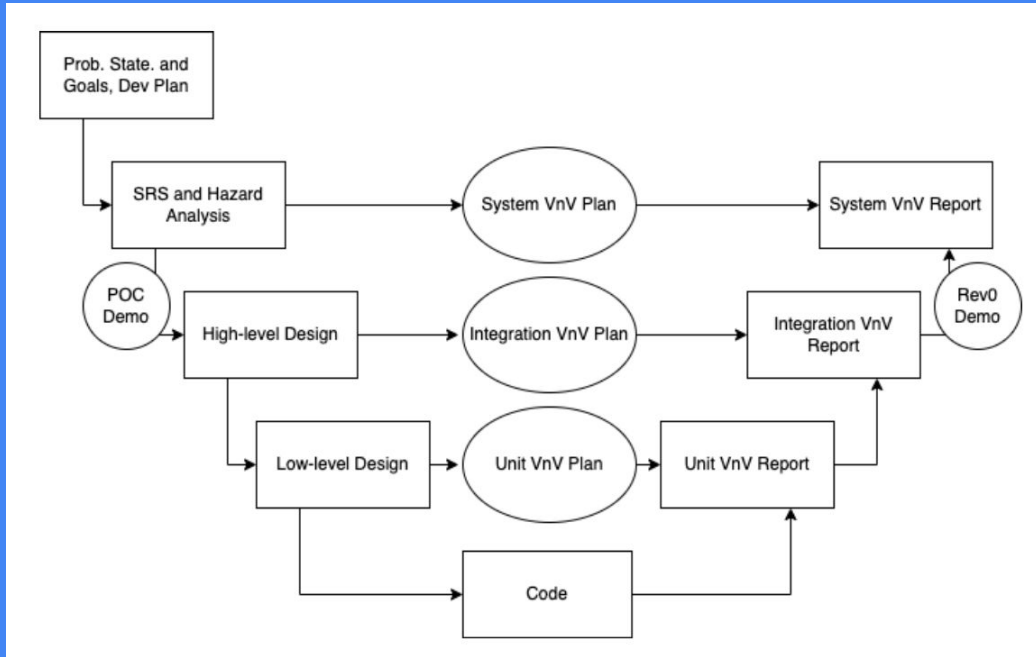 Prob. State. and
Goals, Dev Plan
SRS and Hazard
Analysis
System VnV Plan
System VnV Report
POC
Demo
High-level Design
Integration VnV Plan
Integration VnV
Report
Rev0
Demo
Low-level Design
Unit VnV Plan
Unit VnV Report
Code